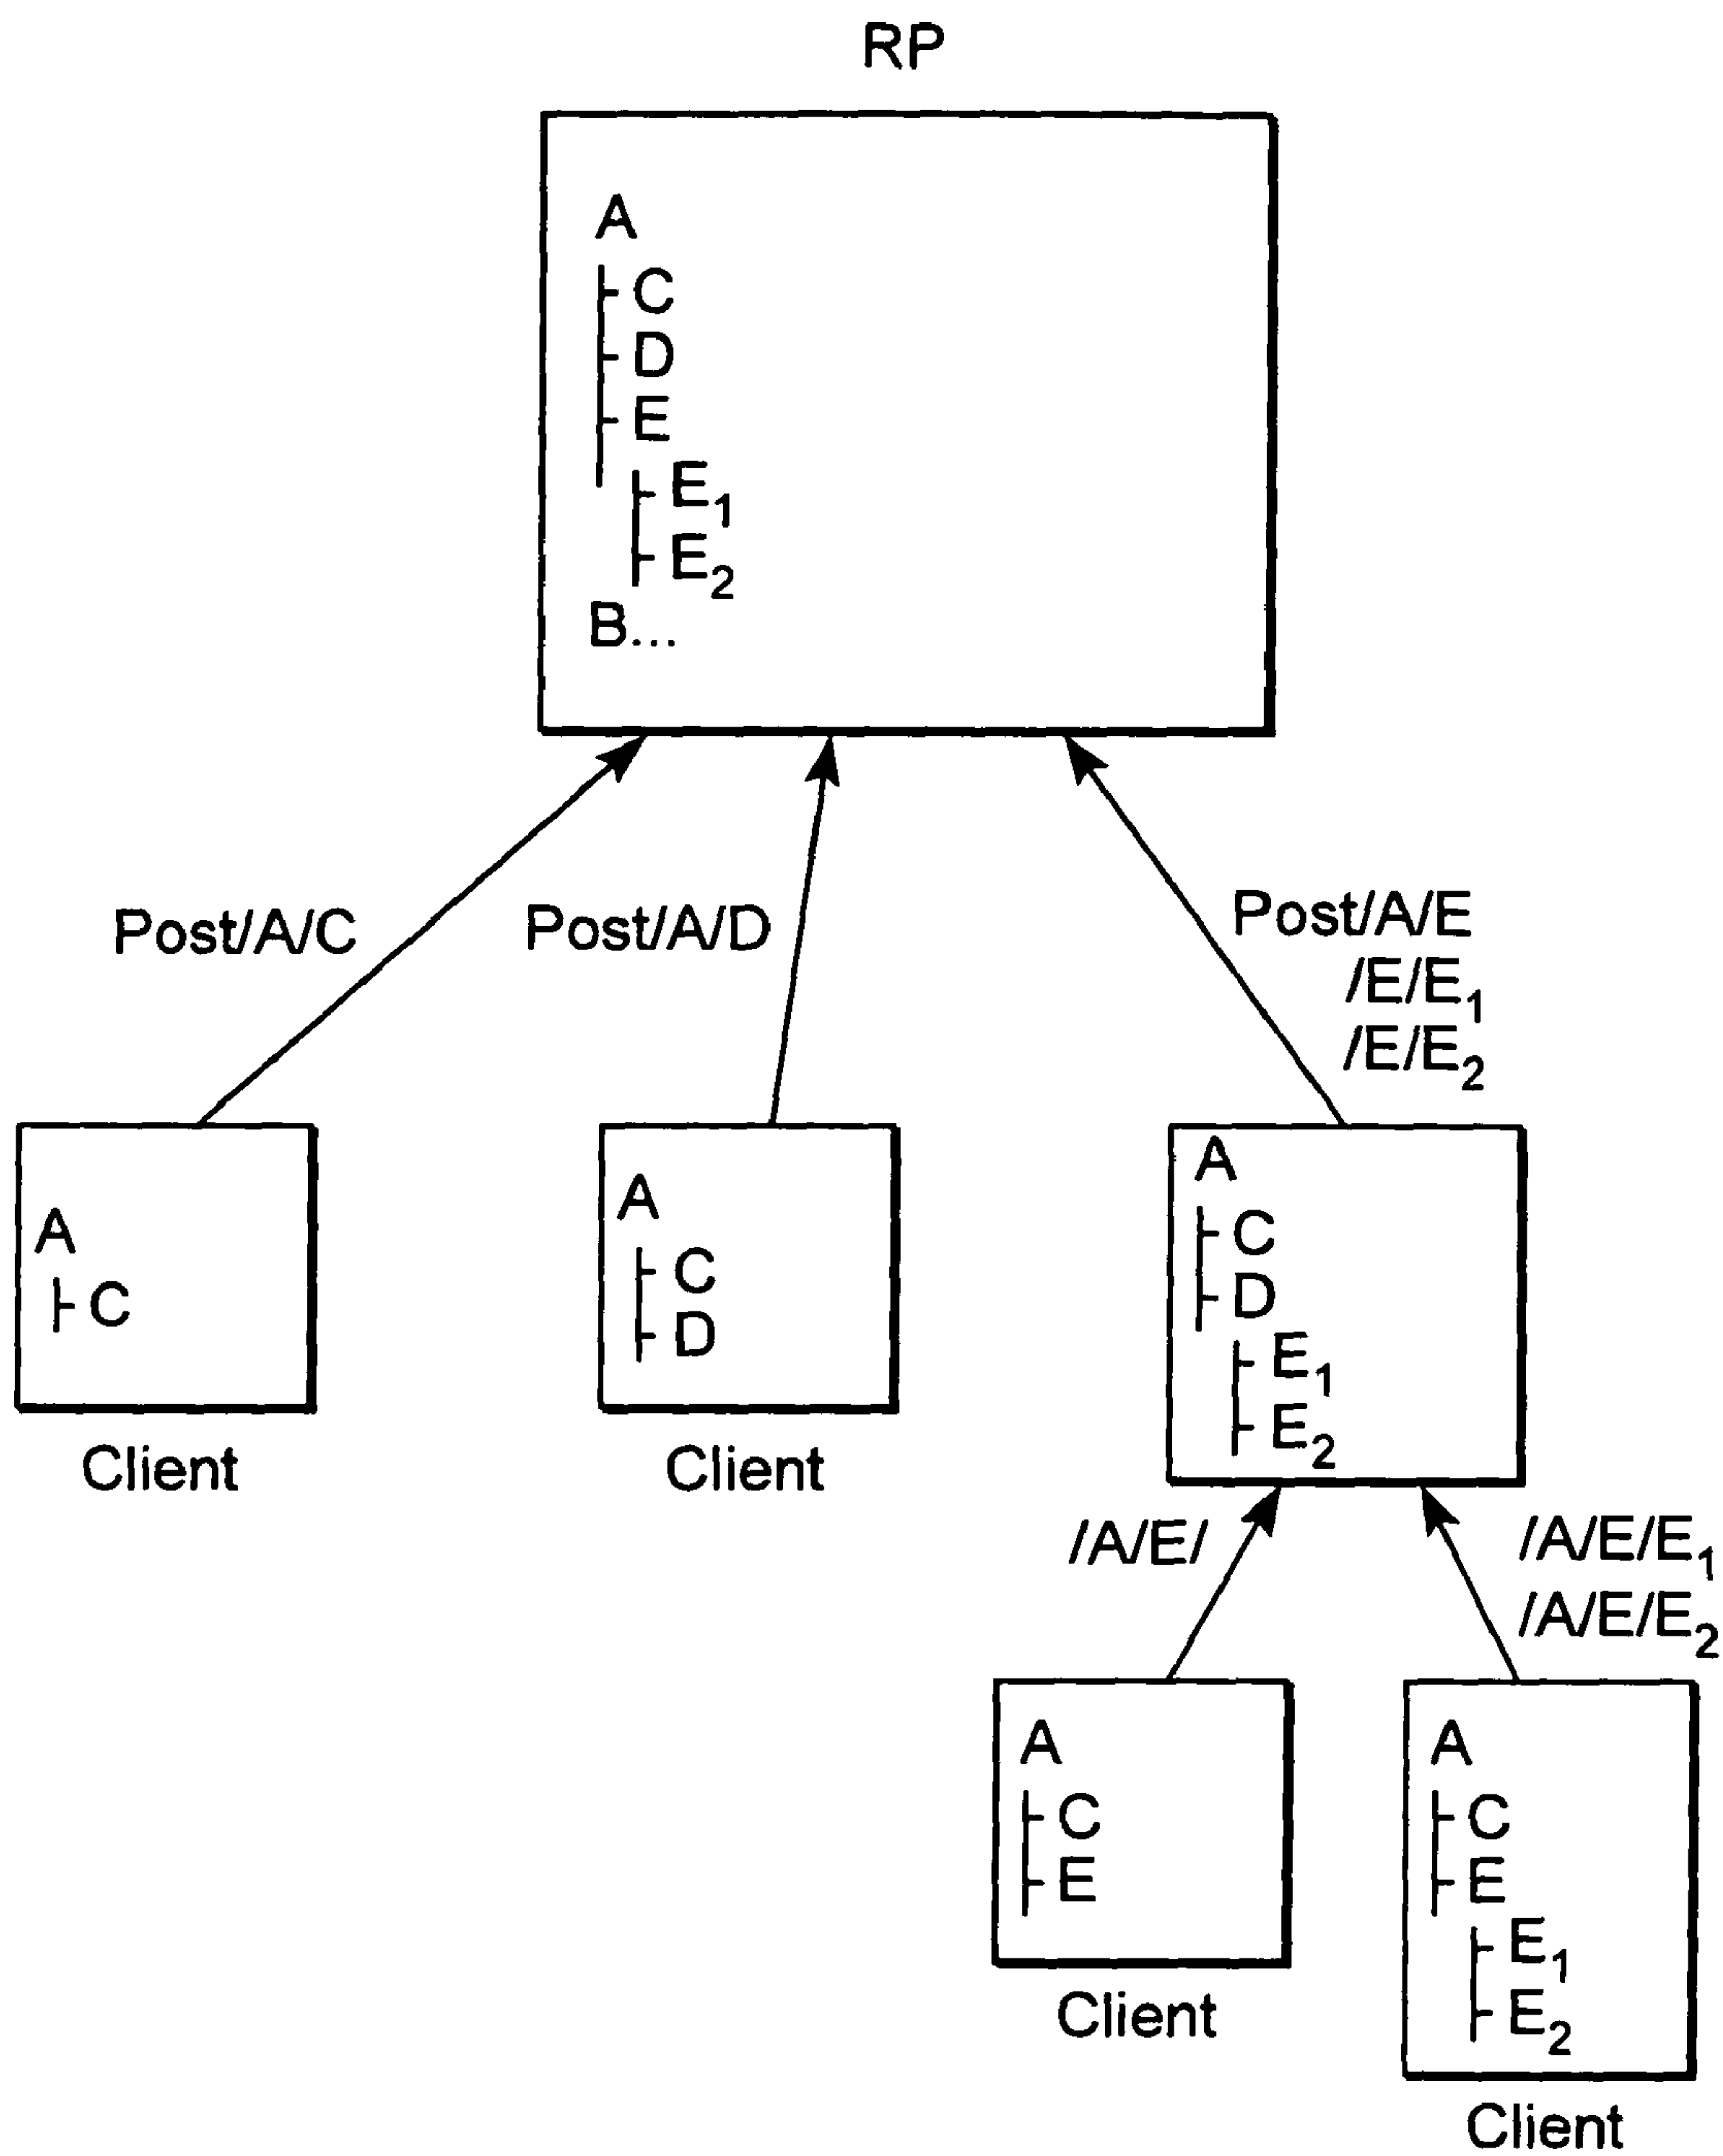 RP
A
C
D
E
E₁
E₂
B...
Post/A/C
Post/A/D
Post/A/E
/E/E₁
/E/E₂
A
C
Client
A
C
D
Client
A
C
D
E₁
E₂
/A/E/
/A/E/E₁
/A/E/E₂
A
C
E
Client
A
C
E
E₁
E₂
Client